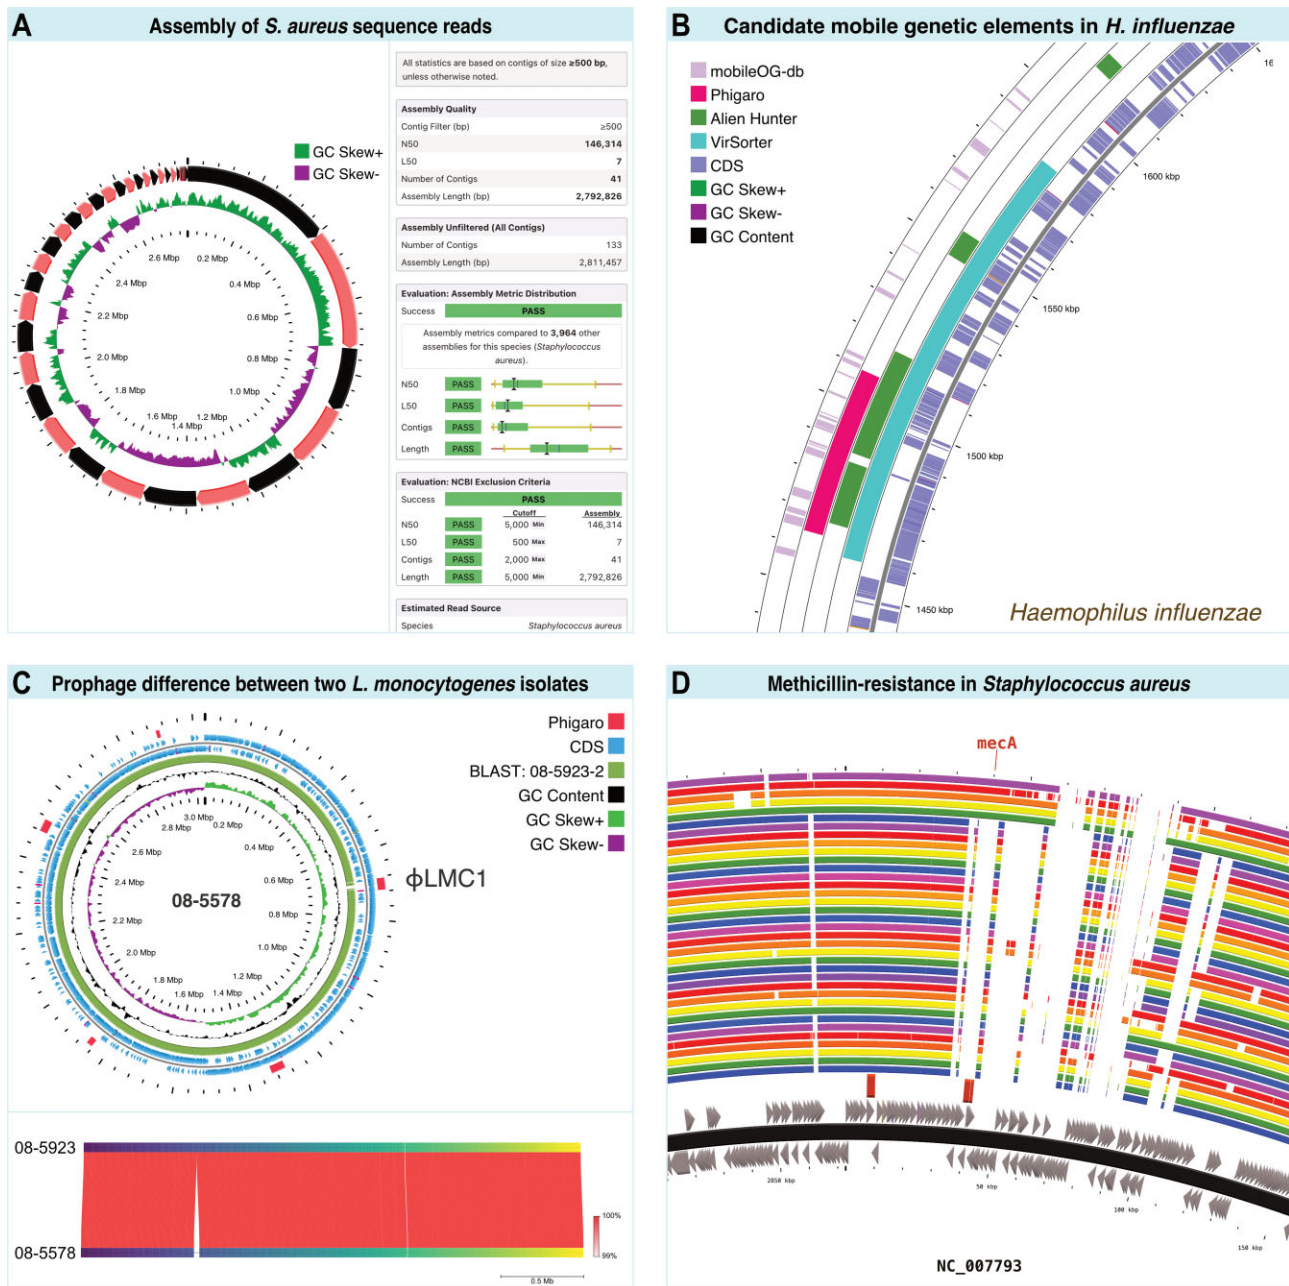 A Assembly of S. aureus sequence reads
GC Skew+
GC Skew-
2.6 Mbp
0.2 Mbp
2.4 Mbp
0.4 Mbp
2.2 Mbp
0.6 Mbp
2.0 Mbp
0.8 Mbp
1.8 Mbp
1.0 Mbp
1.6 Mbp
1.2 Mbp
1.4 Mbp
All statistics are based on contigs of size ≥500 bp,
unless otherwise noted.
Assembly Quality
Contig Filter (bp) ≥500
N50 146,314
L50 7
Number of Contigs 41
Assembly Length (bp) 2,792,826
Assembly Unfiltered (All Contigs)
Number of Contigs 133
Assembly Length (bp) 2,811,457
Evaluation: Assembly Metric Distribution
Success PASS
Assembly metrics compared to 3,964 other
assemblies for this species (Staphylococcus
aureus).
N50 PASS
L50 PASS
Contigs PASS
Length PASS
Evaluation: NCBI Exclusion Criteria
Success PASS
Cutoff Assembly
N50 PASS 5,000 Min 146,314
L50 PASS 500 Max 7
Contigs PASS 2,000 Max 41
Length PASS 5,000 Min 2,792,826
Estimated Read Source
Species Staphylococcus aureus
B Candidate mobile genetic elements in H. influenzae
mobileOG-db
Phigaro
Alien Hunter
VirSorter
CDS
GC Skew+
GC Skew-
GC Content
1600 kbp
1550 kbp
1500 kbp
1450 kbp
Haemophilus influenzae
C Prophage difference between two L. monocytogenes isolates
Phigaro
CDS
BLAST: 08-5923-2
GC Content
GC Skew+
GC Skew-
3.0 Mbp
2.8 Mbp
0.2 Mbp
2.6 Mbp
0.4 Mbp
2.4 Mbp
0.6 Mbp
2.2 Mbp
0.8 Mbp
2.0 Mbp
1.0 Mbp
1.8 Mbp
1.2 Mbp
1.6 Mbp
1.4 Mbp
08-5578
ϕLMC1
08-5923
08-5578
100%
99%
0.5 Mb
D Methicillin-resistance in Staphylococcus aureus
mecA
2850 kbp
50 kbp
100 kbp
150 kbp
NC_007793